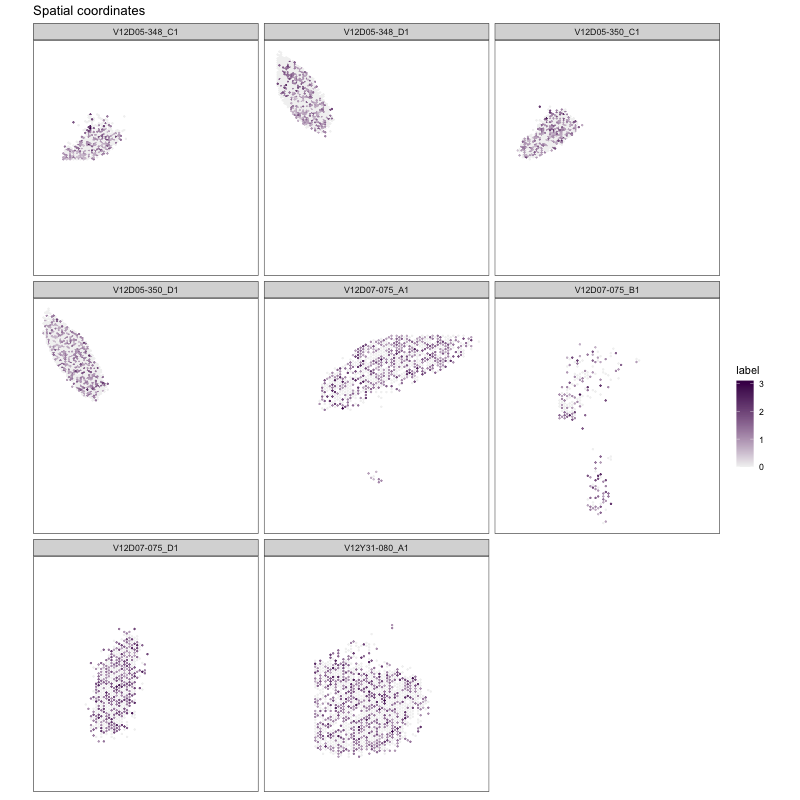 Spatial coordinates
V12D05-348_C1
V12D05-348_D1
V12D05-350_C1
V12D05-350_D1
V12D07-075_A1
V12D07-075_B1
label
3
2
1
0
V12D07-075_D1
V12Y31-080_A1